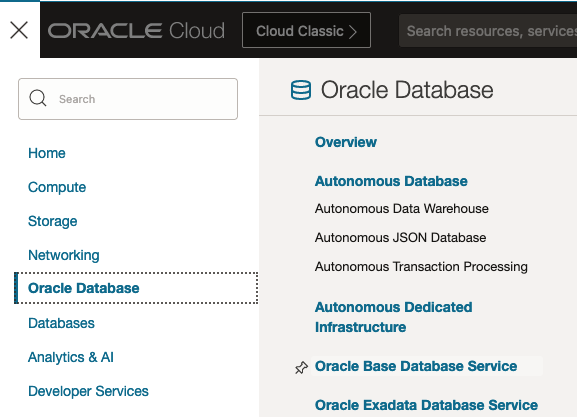 ORACLE Cloud
Cloud Classic >
Search resources, services
Search
Home
Compute
Storage
Networking
Oracle Database
Databases
Analytics & AI
Developer Services
Oracle Database
Overview
Autonomous Database
Autonomous Data Warehouse
Autonomous JSON Database
Autonomous Transaction Processing
Autonomous Dedicated
Infrastructure
Oracle Base Database Service
Oracle Exadata Database Service